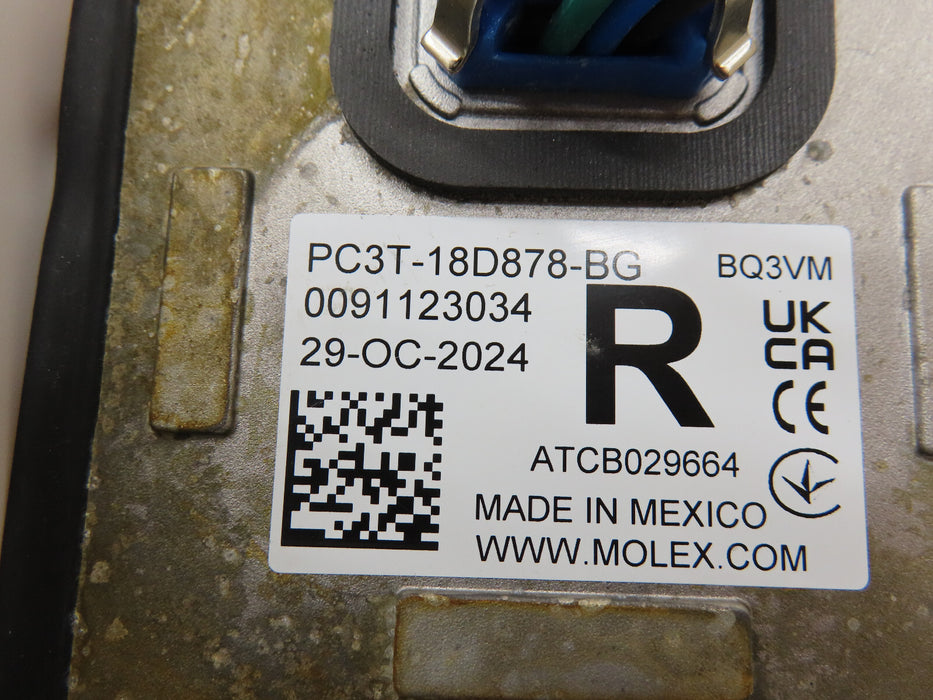 PC3T-18D878-BG
BQ3VM
0091123034
29-OC-2024
R
UK
CA
CE
ATCB029664
MADE IN MEXICO
WWW.MOLEX.COM